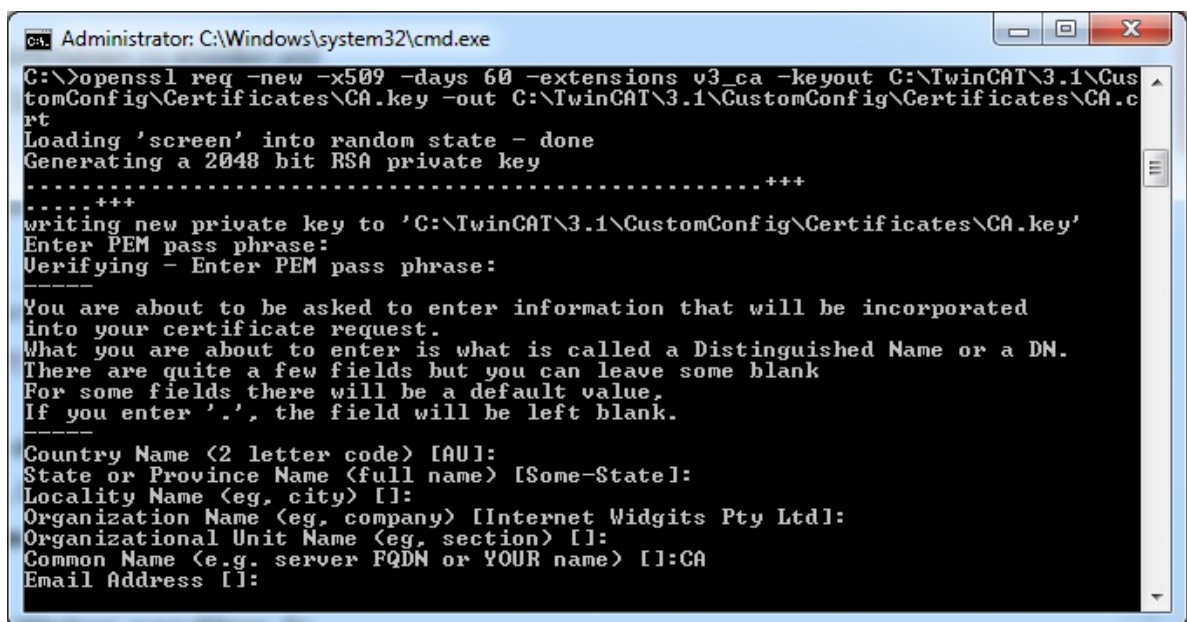 Administrator: C:\Windows\system32\cmd.exe
C:\>openssl req -new -x509 -days 60 -extensions v3_ca -keyout C:\TwinCAT\3.1\Cus
tomConfig\Certificates\CA.key -out C:\TwinCAT\3.1\CustomConfig\Certificates\CA.c
rt
Loading 'screen' into random state - done
Generating a 2048 bit RSA private key
.....................................................+++
.....+++
writing new private key to 'C:\TwinCAT\3.1\CustomConfig\Certificates\CA.key'
Enter PEM pass phrase:
Verifying - Enter PEM pass phrase:
-----
You are about to be asked to enter information that will be incorporated
into your certificate request.
What you are about to enter is what is called a Distinguished Name or a DN.
There are quite a few fields but you can leave some blank
For some fields there will be a default value,
If you enter '.', the field will be left blank.
-----
Country Name (2 letter code) [AU]:
State or Province Name (full name) [Some-State]:
Locality Name (eg, city) []:
Organization Name (eg, company) [Internet Widgits Pty Ltd]:
Organizational Unit Name (eg, section) []:
Common Name (e.g. server FQDN or YOUR name) []:CA
Email Address []: